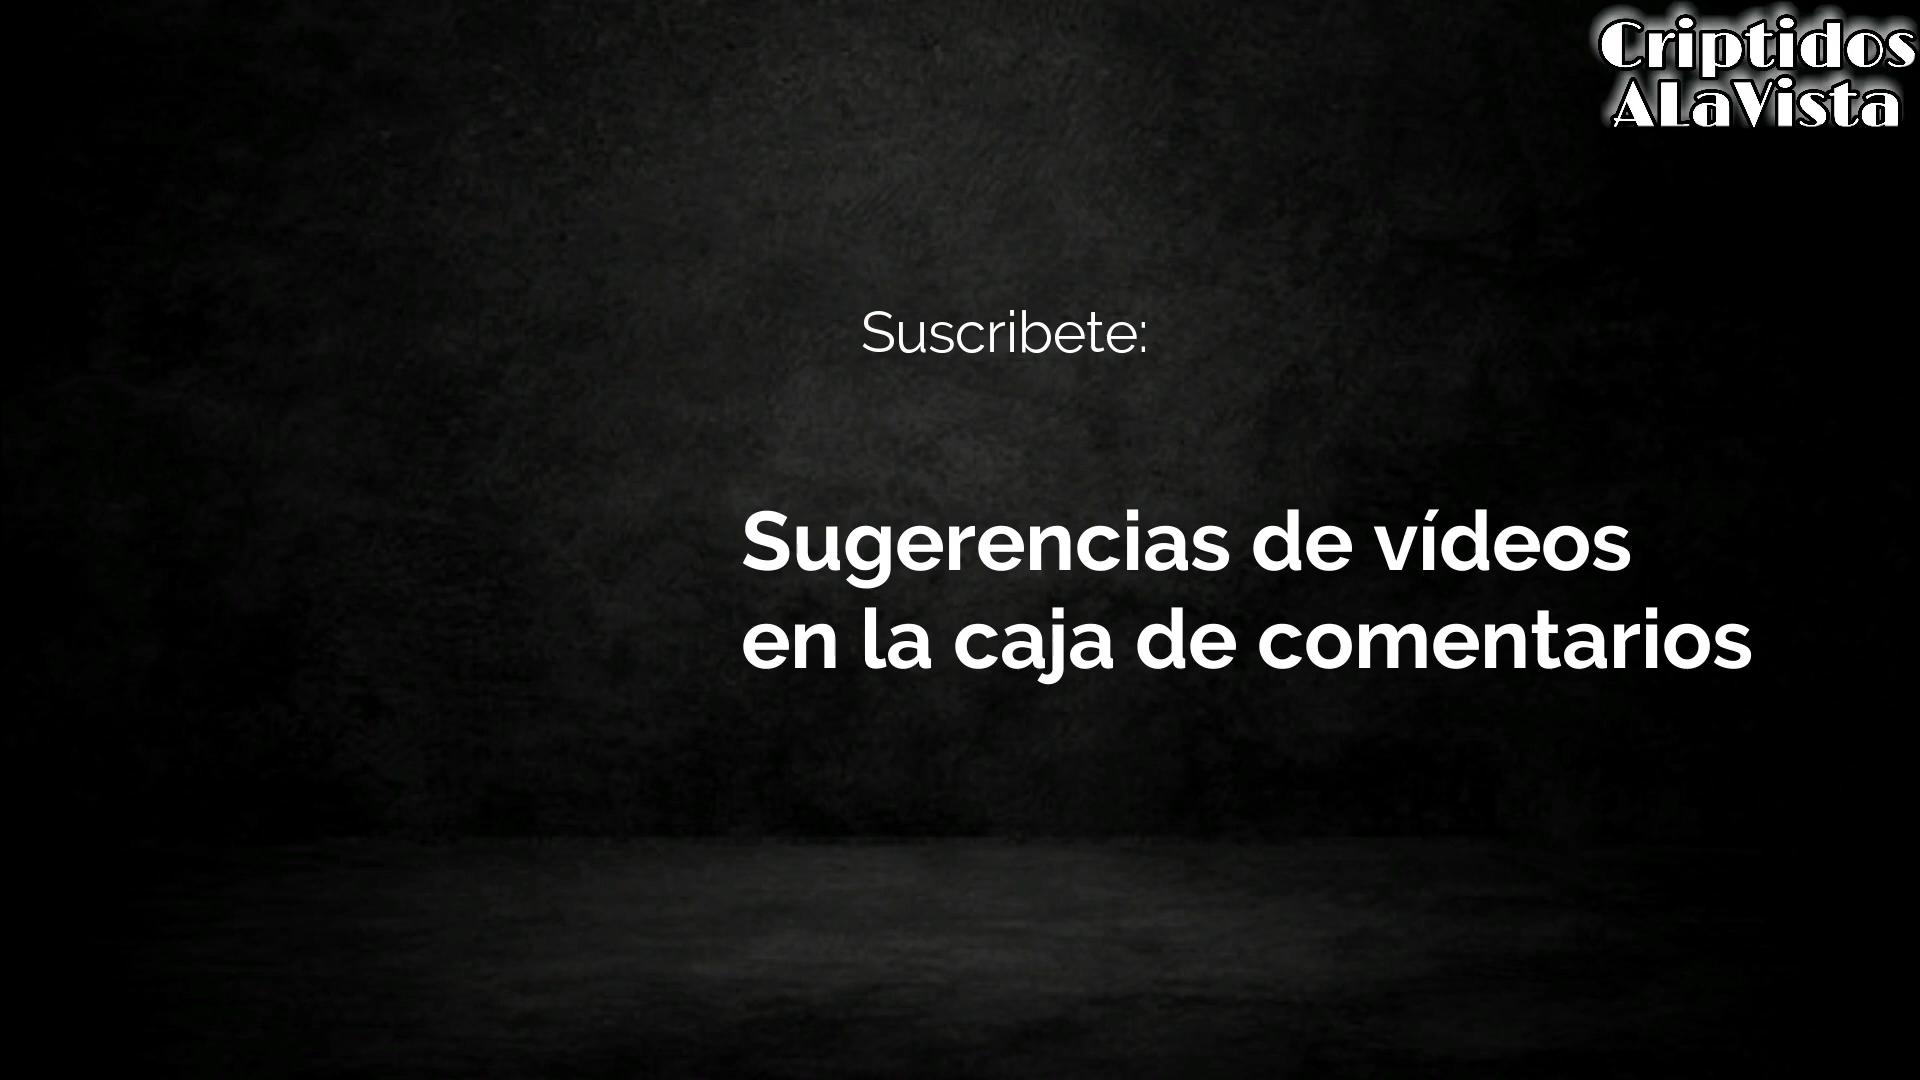 Criptidos
ALaVista
Suscribete:
Sugerencias de vídeos
en la caja de comentarios